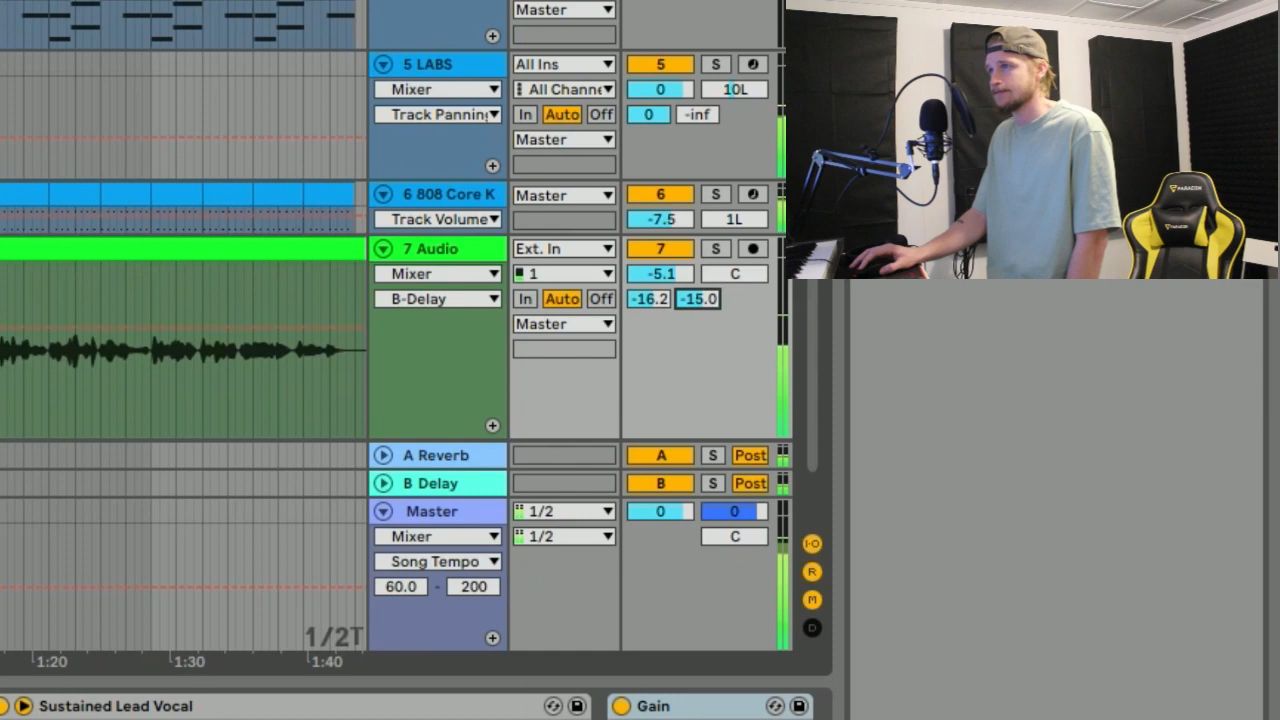 Master
5 LABS All Ins 5 S
Mixer All Channe 10L
Track Panning In Auto Off 0 -inf
Master
6 808 Core K Master 6 S
Track Volume -7.5 1L
7 Audio Ext. In 7 S
Mixer 1 -5.1 C
B-Delay In Auto Off -16.2 -15.0
Master
A Reverb A S Post
B Delay B S Post
Master 1/2 0 0
Mixer 1/2 C
Song Tempo
60.0 - 200
I·O
R
M
D
1/2T
1:20 1:30 1:40
Sustained Lead Vocal Gain
PARACON
PARACON